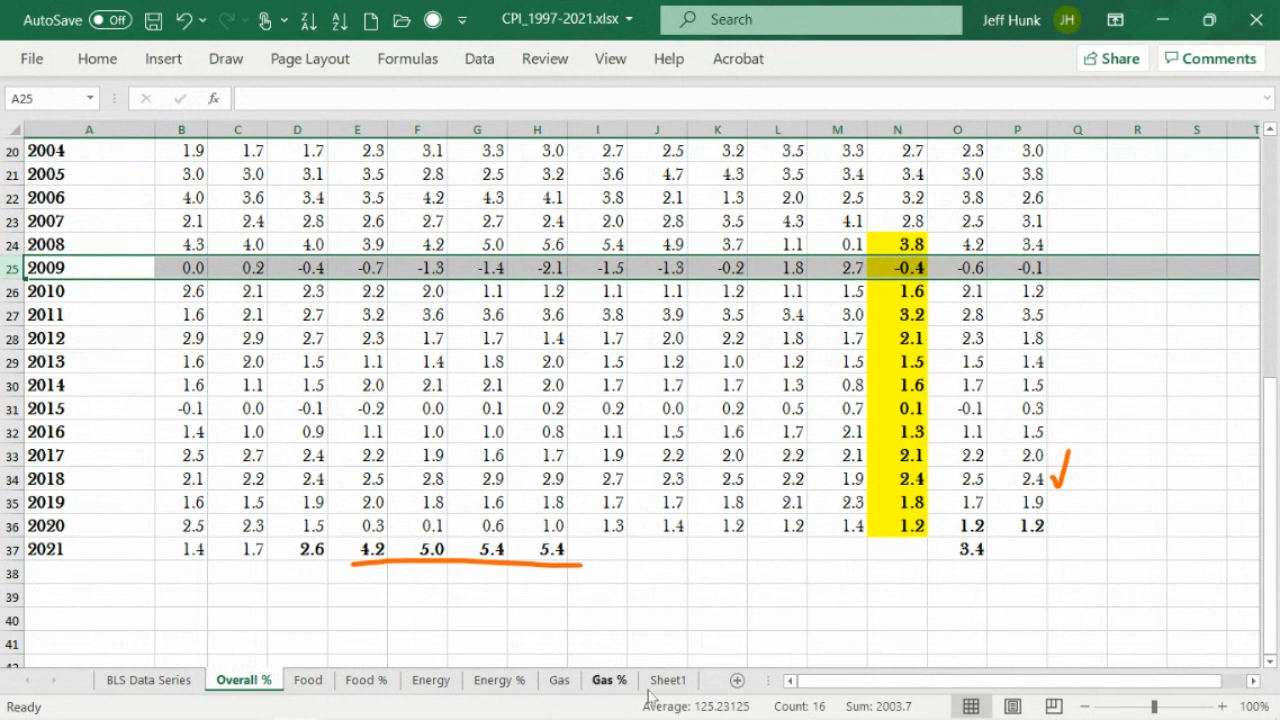 AutoSave Off CPI_1997-2021.xlsx Search Jeff Hunk JH
File Home Insert Draw Page Layout Formulas Data Review View Help Acrobat Share Comments
A25 fx
A B C D E F G H I J K L M N O P Q R S T
20 2004 1.9 1.7 1.7 2.3 3.1 3.3 3.0 2.7 2.5 3.2 3.5 3.3 2.7 2.3 3.0
21 2005 3.0 3.0 3.1 3.5 2.8 2.5 3.2 3.6 4.7 4.3 3.5 3.4 3.4 3.0 3.8
22 2006 4.0 3.6 3.4 3.5 4.2 4.3 4.1 3.8 2.1 1.3 2.0 2.5 3.2 3.8 2.6
23 2007 2.1 2.4 2.8 2.6 2.7 2.7 2.4 2.0 2.8 3.5 4.3 4.1 2.8 2.5 3.1
24 2008 4.3 4.0 4.0 3.9 4.2 5.0 5.6 5.4 4.9 3.7 1.1 0.1 3.8 4.2 3.4
25 2009 0.0 0.2 -0.4 -0.7 -1.3 -1.4 -2.1 -1.5 -1.3 -0.2 1.8 2.7 -0.4 -0.6 -0.1
26 2010 2.6 2.1 2.3 2.2 2.0 1.1 1.2 1.1 1.1 1.2 1.1 1.5 1.6 2.1 1.2
27 2011 1.6 2.1 2.7 3.2 3.6 3.6 3.6 3.8 3.9 3.5 3.4 3.0 3.2 2.8 3.5
28 2012 2.9 2.9 2.7 2.3 1.7 1.7 1.4 1.7 2.0 2.2 1.8 1.7 2.1 2.3 1.8
29 2013 1.6 2.0 1.5 1.1 1.4 1.8 2.0 1.5 1.2 1.0 1.2 1.5 1.5 1.5 1.4
30 2014 1.6 1.1 1.5 2.0 2.1 2.1 2.0 1.7 1.7 1.7 1.3 0.8 1.6 1.7 1.5
31 2015 -0.1 0.0 -0.1 -0.2 0.0 0.1 0.2 0.2 0.0 0.2 0.5 0.7 0.1 -0.1 0.3
32 2016 1.4 1.0 0.9 1.1 1.0 1.0 0.8 1.1 1.5 1.6 1.7 2.1 1.3 1.1 1.5
33 2017 2.5 2.7 2.4 2.2 1.9 1.6 1.7 1.9 2.2 2.0 2.2 2.1 2.1 2.2 2.0
34 2018 2.1 2.2 2.4 2.5 2.8 2.9 2.9 2.7 2.3 2.5 2.2 1.9 2.4 2.5 2.4
35 2019 1.6 1.5 1.9 2.0 1.8 1.6 1.8 1.7 1.7 1.8 2.1 2.3 1.8 1.7 1.9
36 2020 2.5 2.3 1.5 0.3 0.1 0.6 1.0 1.3 1.4 1.2 1.2 1.4 1.2 1.2 1.2
37 2021 1.4 1.7 2.6 4.2 5.0 5.4 5.4 3.4
38
39
40
41
42
BLS Data Series Overall % Food Food % Energy Energy % Gas Gas % Sheet1
Ready Average: 125.23125 Count: 16 Sum: 2003.7 100%